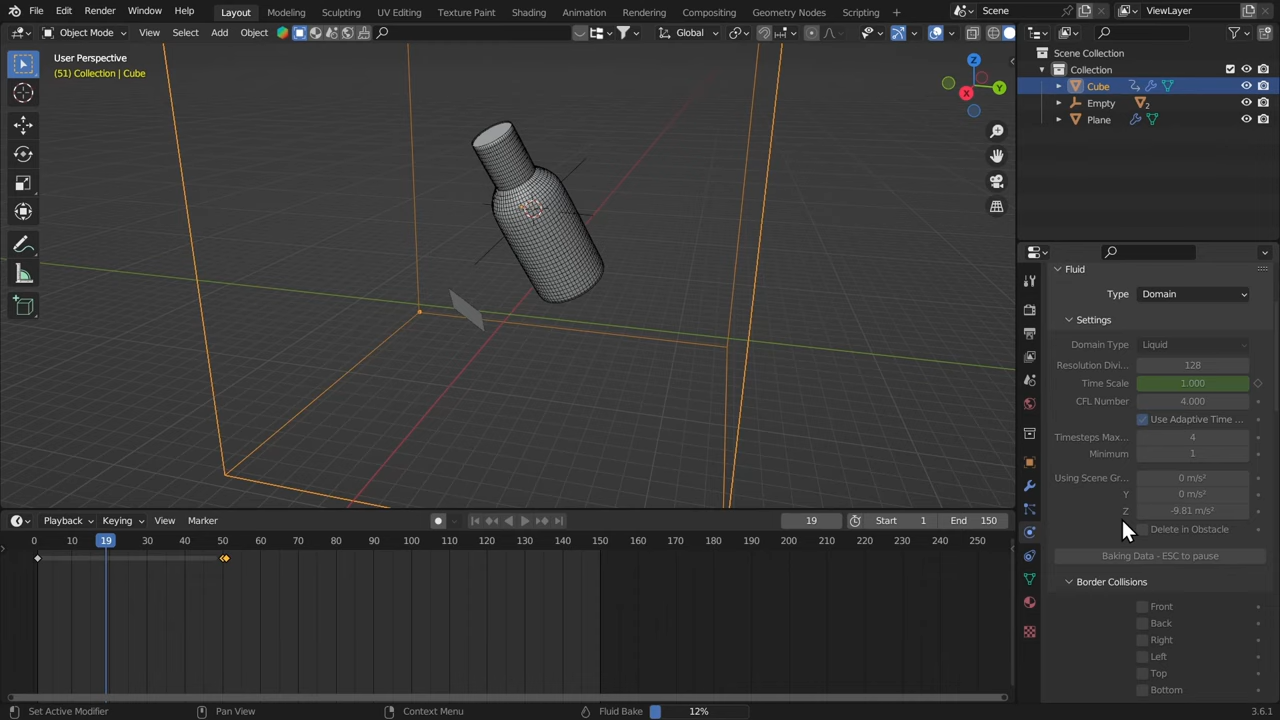 File Edit Render Window Help Layout Modeling Sculpting UV Editing Texture Paint Shading Animation Rendering Compositing Geometry Nodes Scripting + Scene ViewLayer
Object Mode View Select Add Object Global
User Perspective
(51) Collection | Cube
Z
Y
X
Scene Collection
Collection
Cube
Empty 2
Plane
Fluid
Type Domain
Settings
Domain Type Liquid
Resolution Divi... 128
Time Scale 1.000
CFL Number 4.000
Use Adaptive Time ...
Timesteps Max... 4
Minimum 1
Using Scene Gr... 0 m/s²
Y 0 m/s²
Z -9.81 m/s²
Delete in Obstacle
Baking Data - ESC to pause
Border Collisions
Front
Back
Right
Left
Top
Bottom
Playback Keying View Marker 19 Start 1 End 150
0 10 19 30 40 50 60 70 80 90 100 110 120 130 140 150 160 170 180 190 200 210 220 230 240 250
Set Active Modifier Pan View Context Menu Fluid Bake 12% 3.6.1